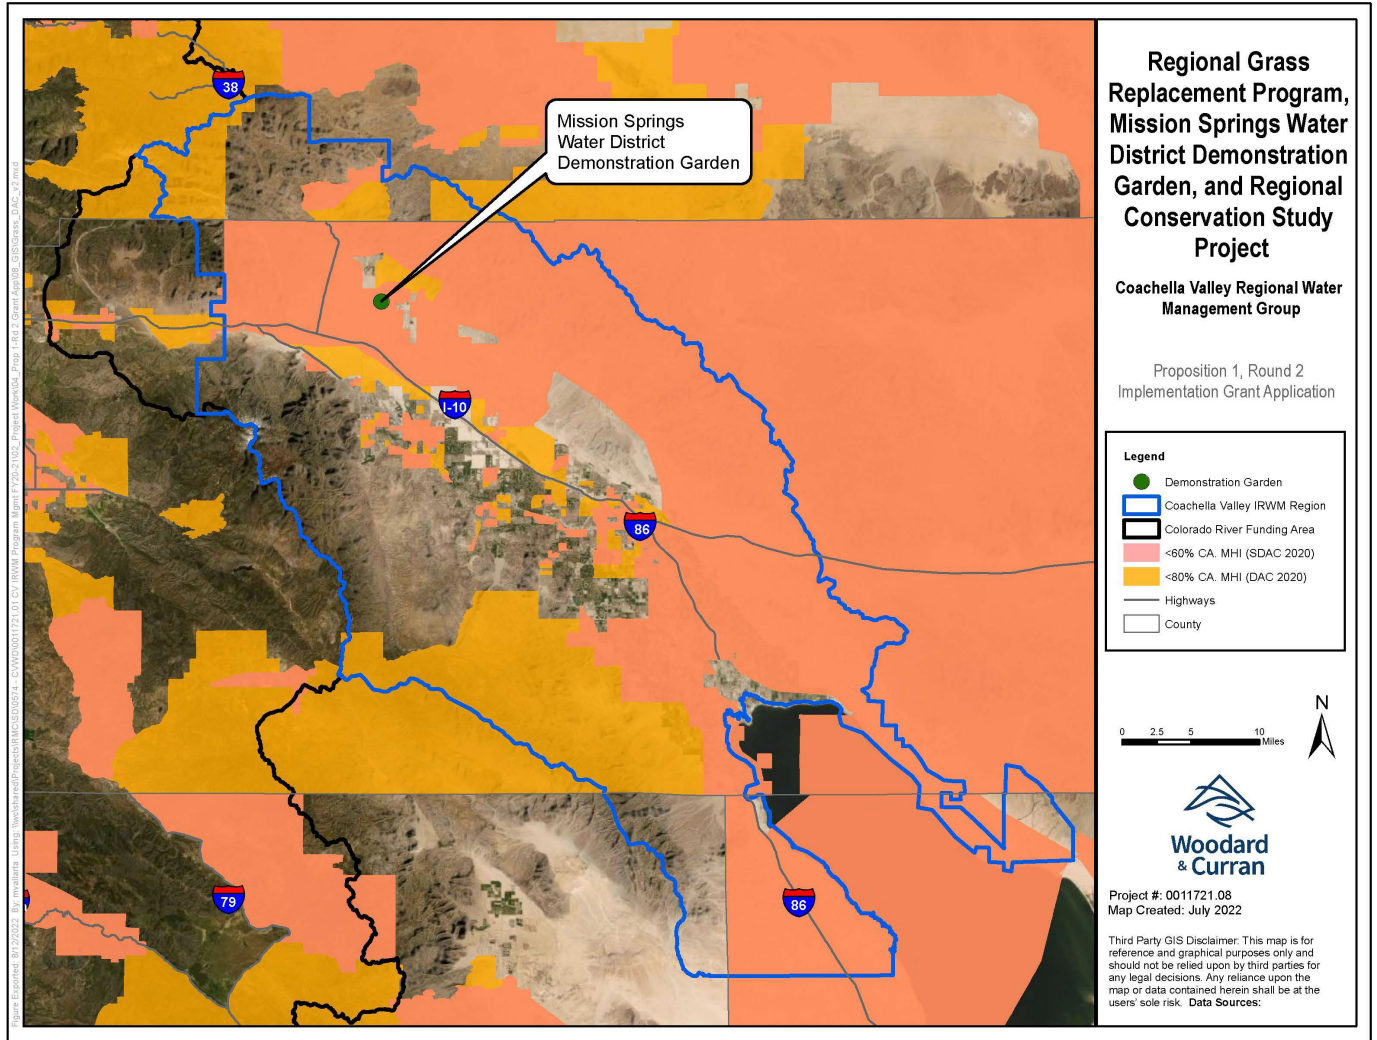 38
Mission Springs
Water District
Demonstration Garden
I-10
86
79
86
Regional Grass
Replacement Program,
Mission Springs Water
District Demonstration
Garden, and Regional
Conservation Study
Project
Coachella Valley Regional Water
Management Group
Proposition 1, Round 2
Implementation Grant Application
Legend
Demonstration Garden
Coachella Valley IRWM Region
Colorado River Funding Area
<60% CA. MHI (SDAC 2020)
<80% CA. MHI (DAC 2020)
Highways
County
N
0 2.5 5 10
Miles
Woodard
& Curran
Project #: 0011721.08
Map Created: July 2022
Third Party GIS Disclaimer: This map is for
reference and graphical purposes only and
should not be relied upon by third parties for
any legal decisions. Any reliance upon the
map or data contained herein shall be at the
users' sole risk. Data Sources: